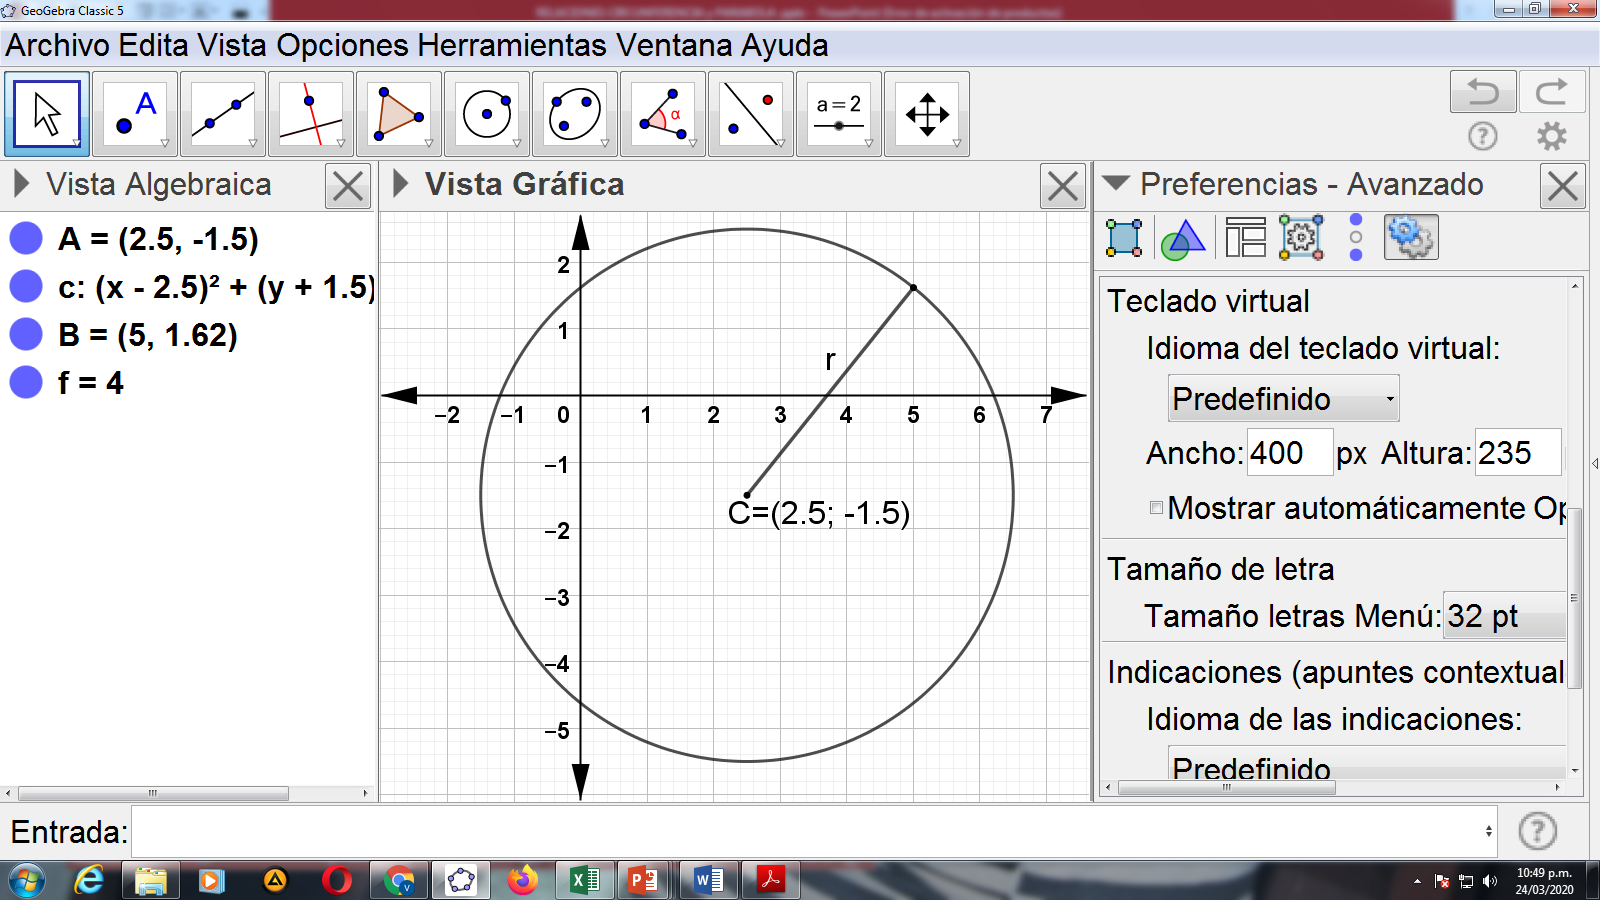 GeoGebra Classic 5
Archivo Edita Vista Opciones Herramientas Ventana Ayuda
A
α
a = 2
Vista Algebraica
Vista Gráfica
Preferencias - Avanzado
A = (2.5, -1.5)
c: (x - 2.5)² + (y + 1.5)
B = (5, 1.62)
f = 4
2
1
−2 −1 0 1 2 3 4 5 6 7
−1
−2
−3
−4
−5
r
C=(2.5; -1.5)
Teclado virtual
Idioma del teclado virtual:
Predefinido
Ancho: 400 px Altura: 235
Mostrar automáticamente Op
Tamaño de letra
Tamaño letras Menú: 32 pt
Indicaciones (apuntes contextual
Idioma de las indicaciones:
Predefinido
Entrada:
10:49 p.m.
24/03/2020